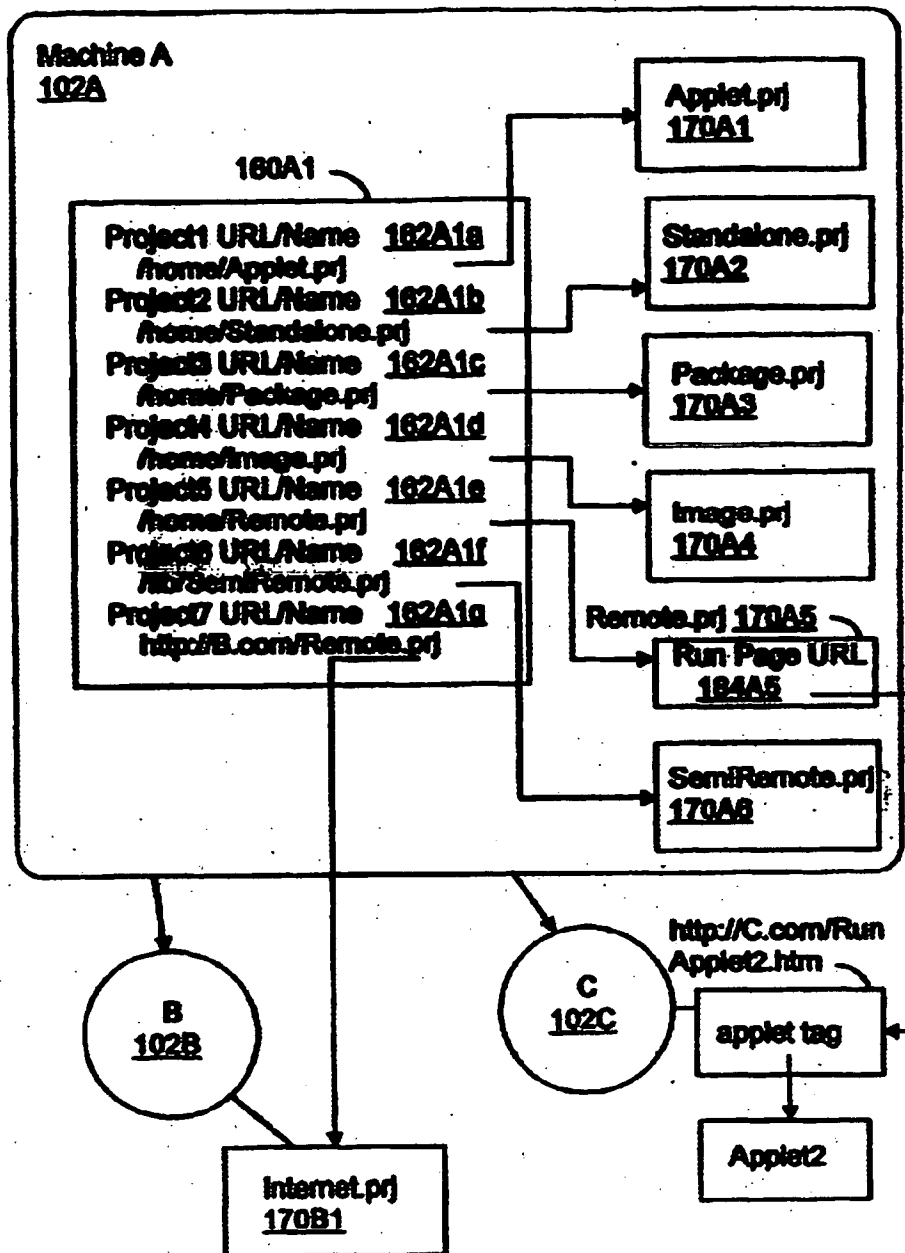 Machine A
102A
160A1
Project1 URL/Name 162A1a
/home/Applet.prj
Project2 URL/Name 162A1b
/home/Standalone.prj
Project3 URL/Name 162A1c
/home/Package.prj
Project4 URL/Name 162A1d
/home/Image.prj
Project5 URL/Name 162A1e
/home/Remote.prj
Project6 URL/Name 162A1f
/lib/SemiRemote.prj
Project7 URL/Name 162A1g
http://B.com/Remote.prj
Applet.prj
170A1
Standalone.prj
170A2
Package.prj
170A3
Image.prj
170A4
Remote.prj 170A5
Run Page URL
184A5
SemiRemote.prj
170A6
B
102B
C
102C
http://C.com/Run
Applet2.htm
applet tag
Applet2
Internet.prj
170B1